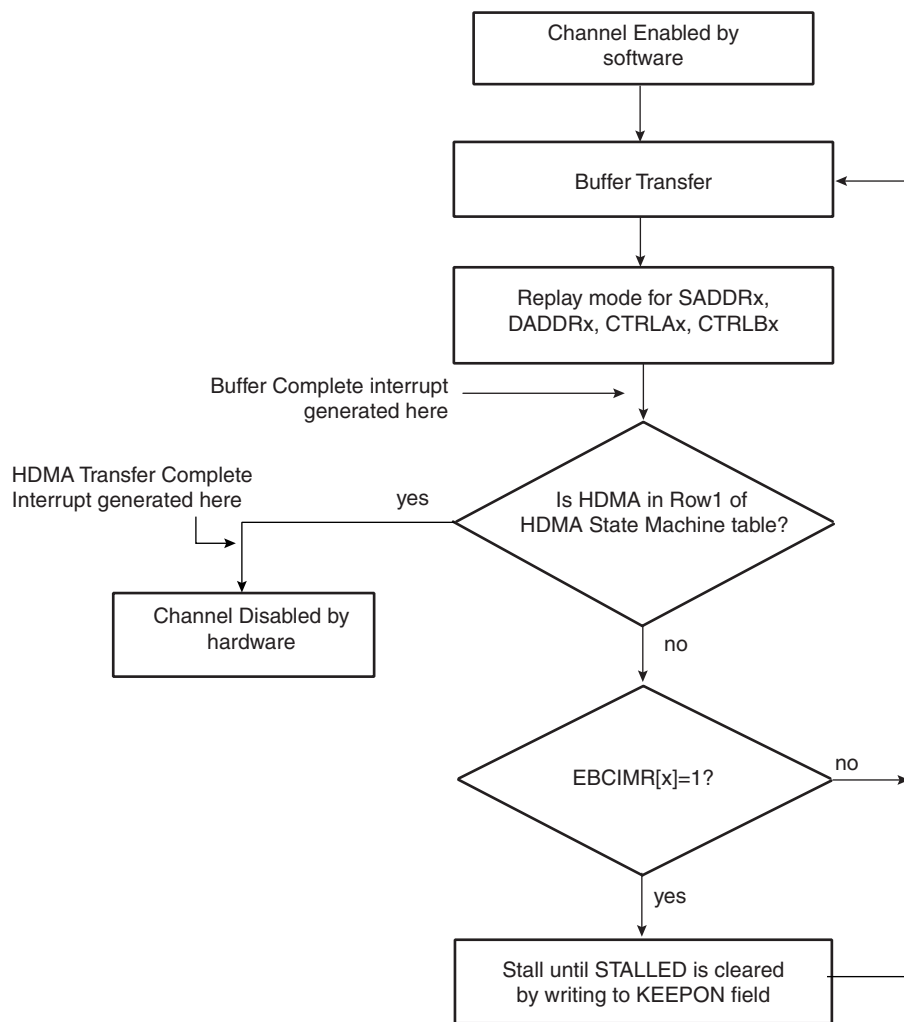 Channel Enabled by
software
Buffer Transfer
Replay mode for SADDRx,
DADDRx, CTRLAx, CTRLBx
Buffer Complete interrupt
generated here
HDMA Transfer Complete
Interrupt generated here
yes
Is HDMA in Row1 of
HDMA State Machine table?
Channel Disabled by
hardware
no
EBCIMR[x]=1?
no
yes
Stall until STALLED is cleared
by writing to KEEPON field